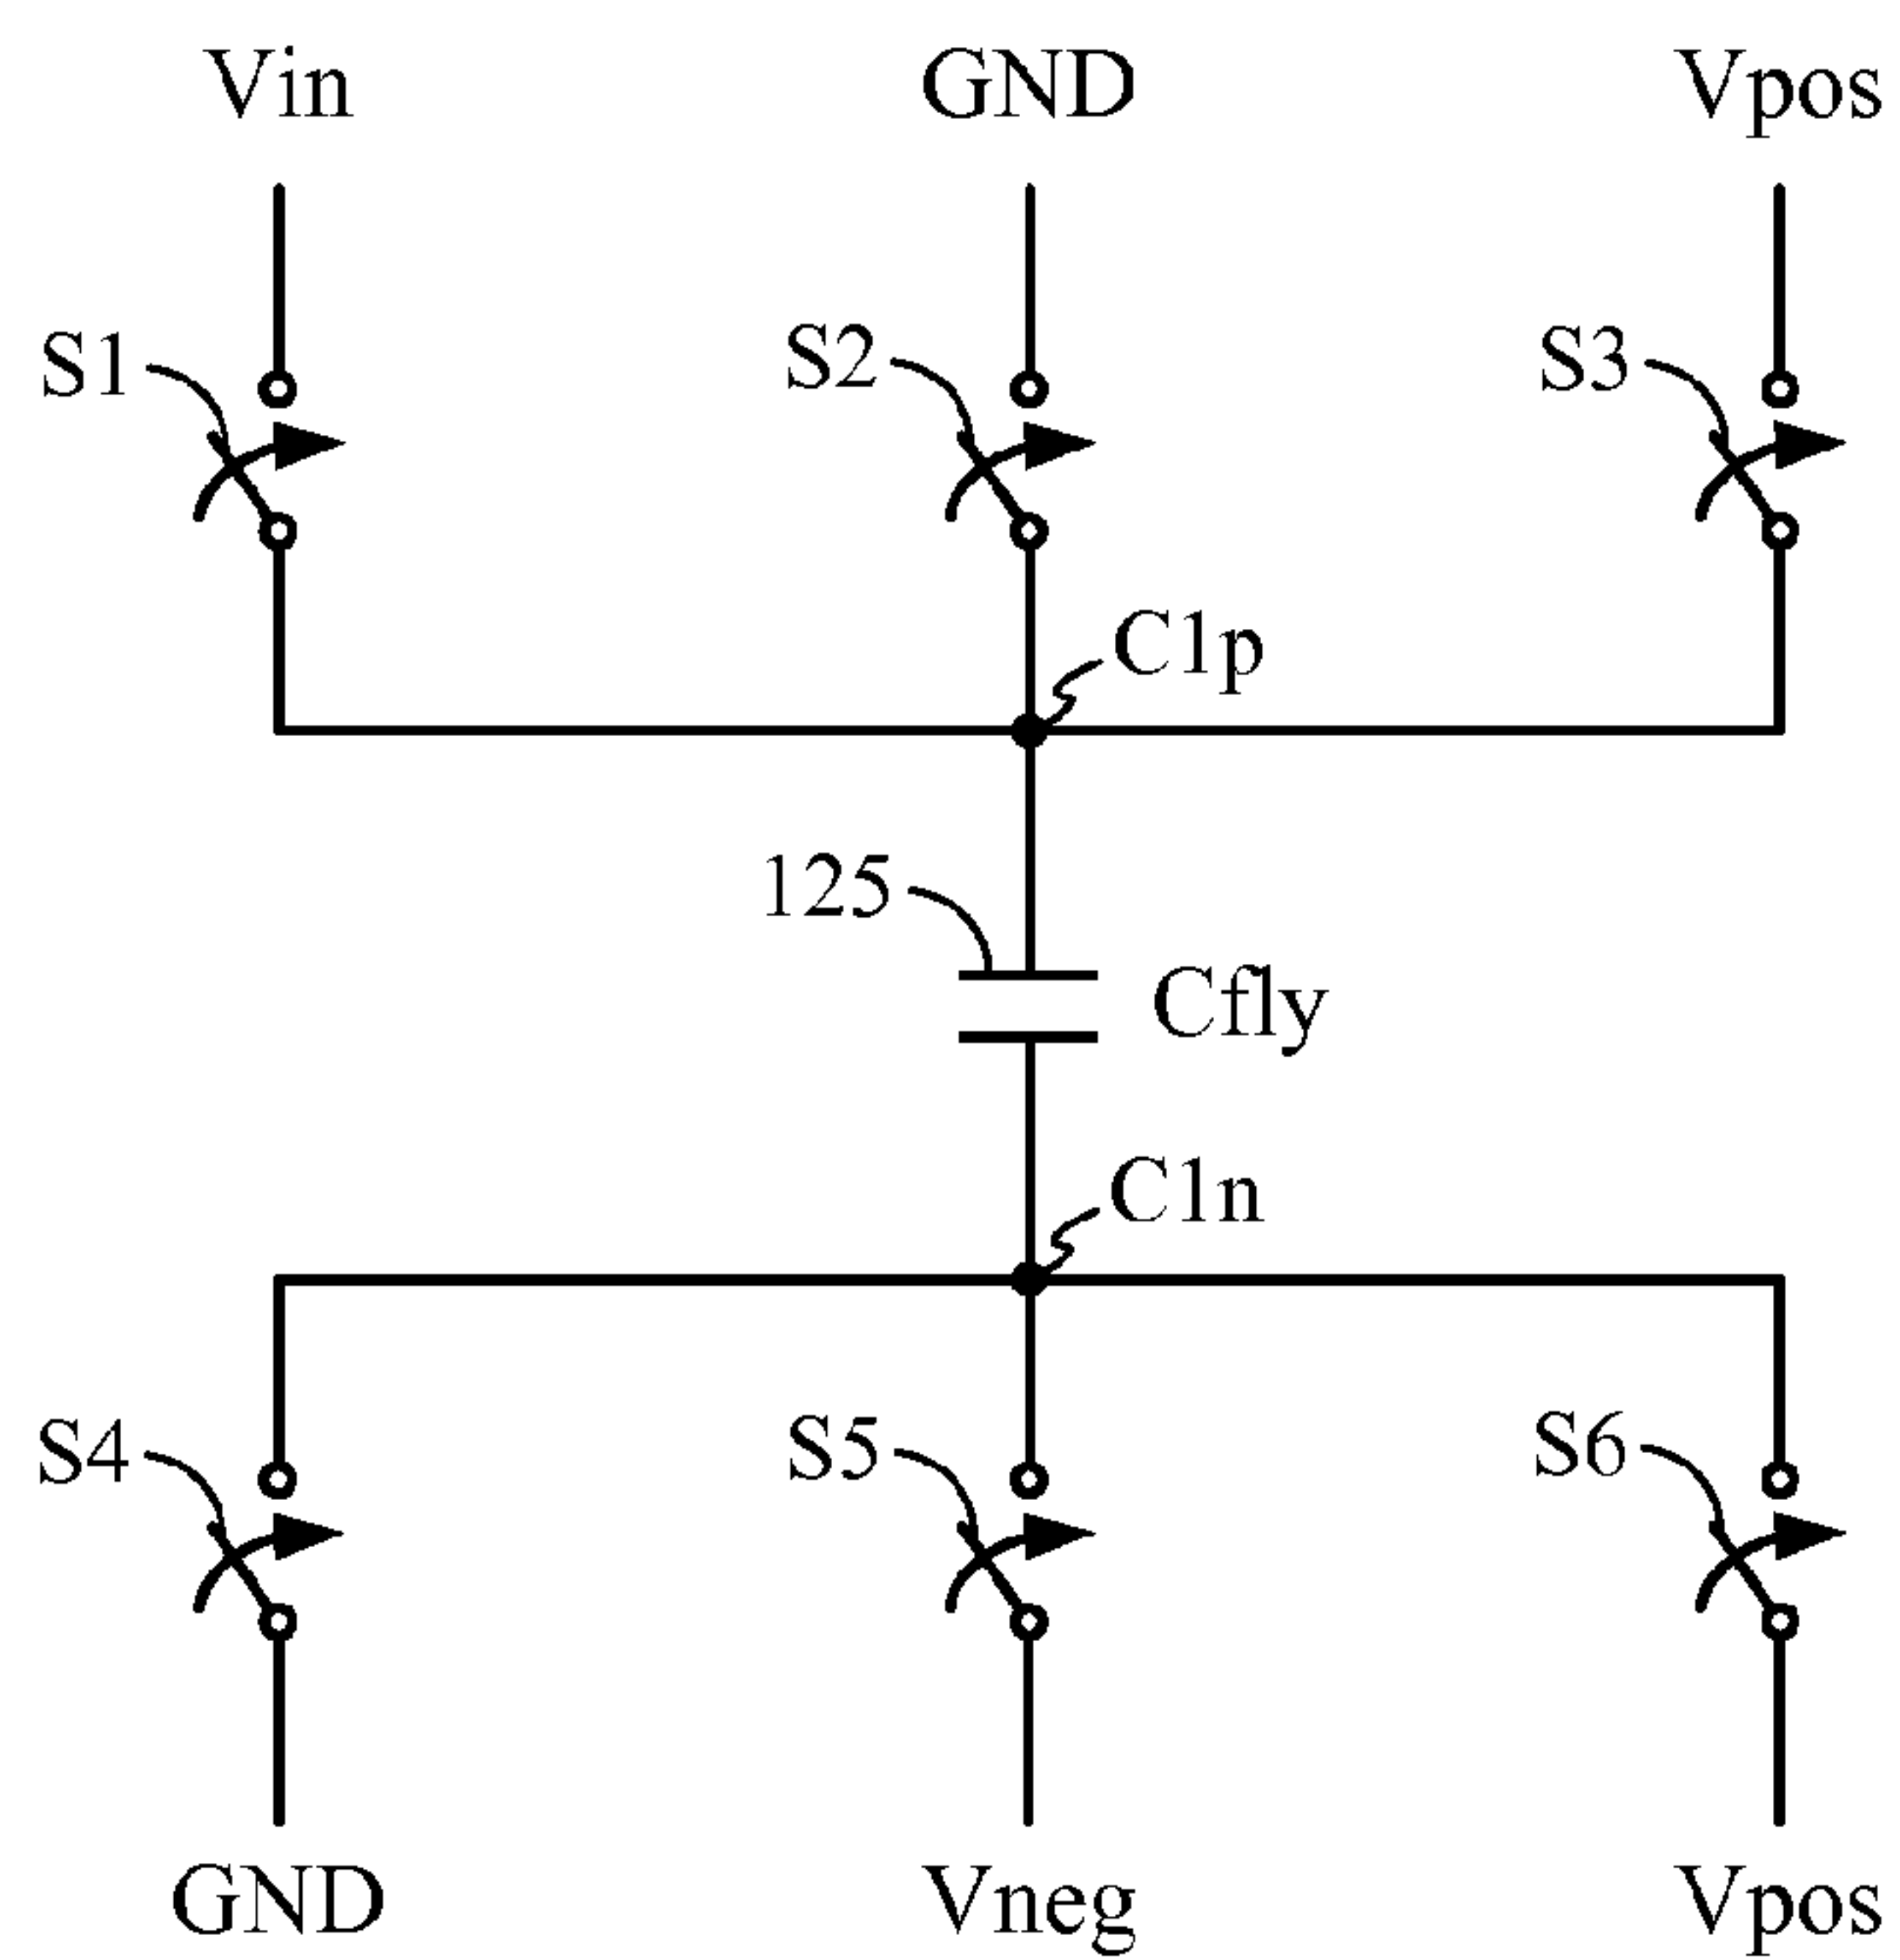 Vin GND Vpos
S1 S2 S3
C1p
125
Cfly
C1n
S4 S5 S6
GND Vneg Vpos